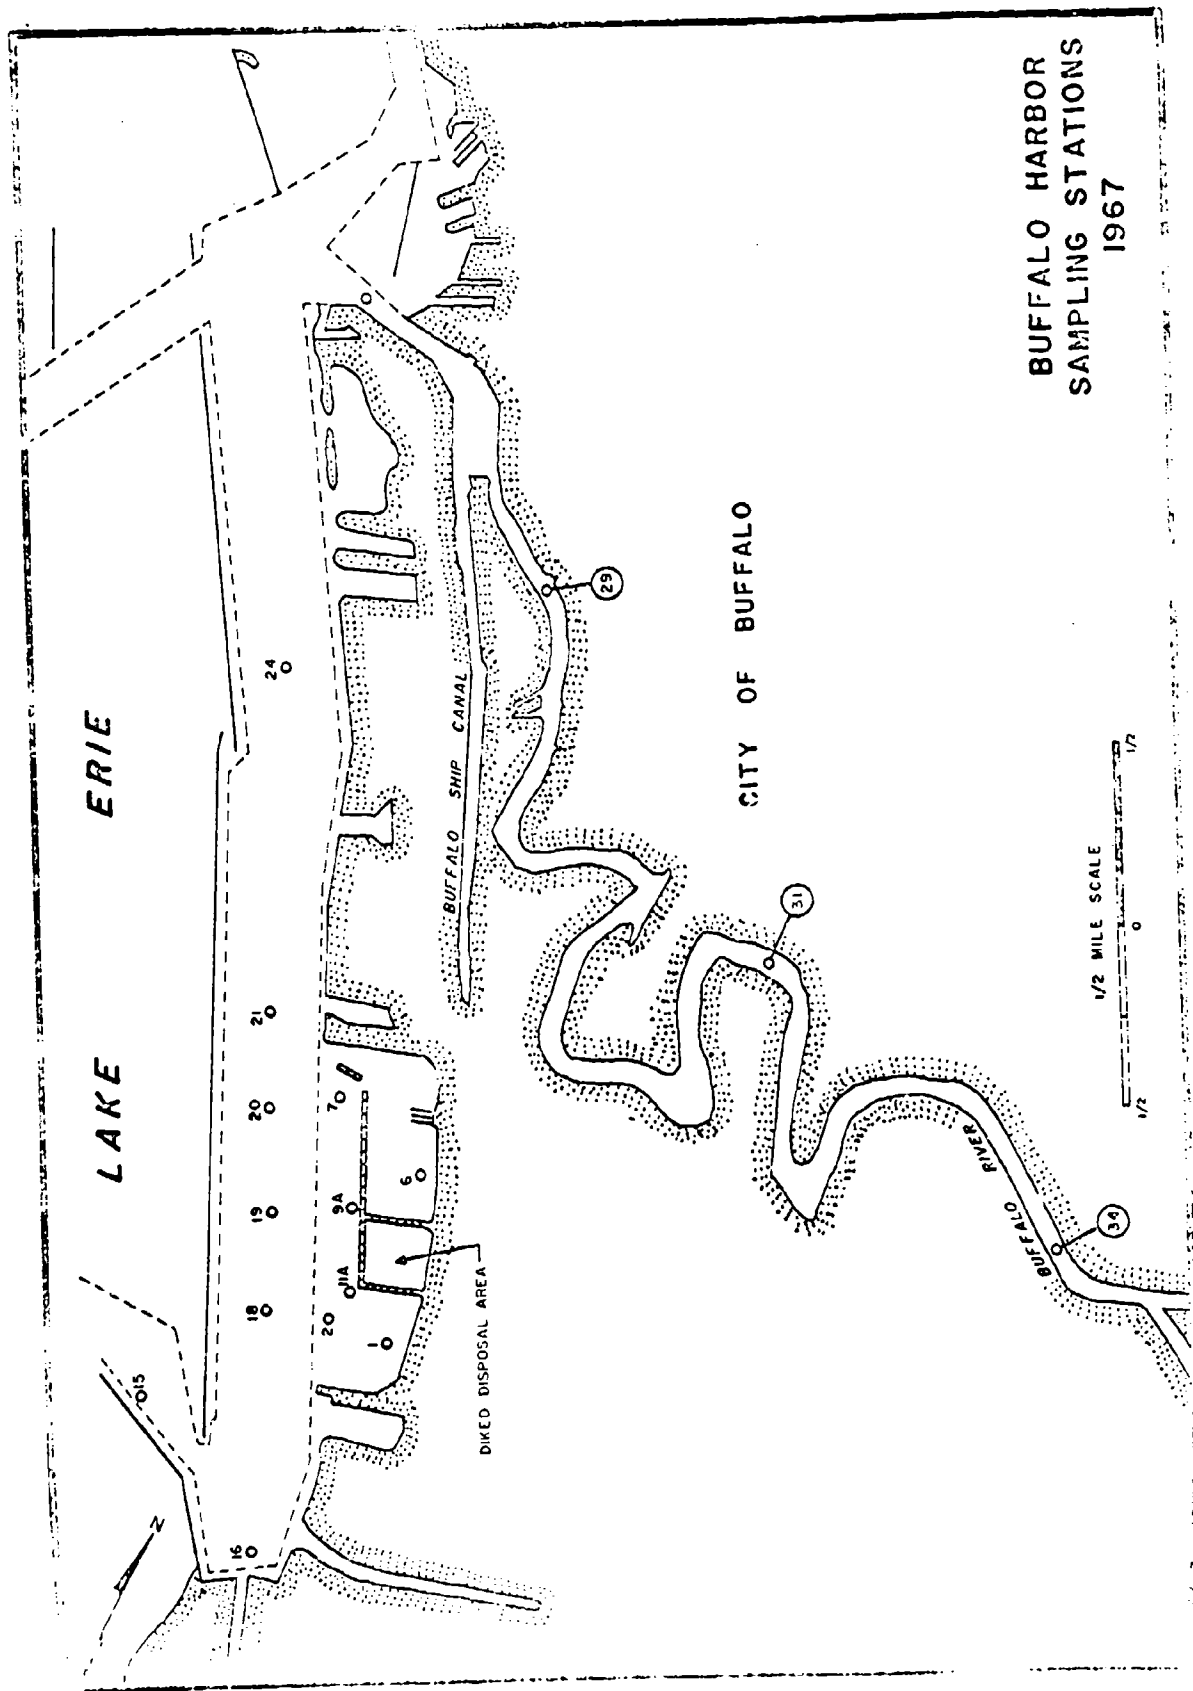 BUFFALO HARBOR
SAMPLING STATIONS
1967
LAKE ERIE
CITY OF BUFFALO
BUFFALO SHIP CANAL
BUFFALO RIVER
DIKED DISPOSAL AREA
1/2 MILE SCALE
1/2
0
1/2
N
15
16
18
19
20
21
24
7
9A
11A
6
20
1
29
31
34